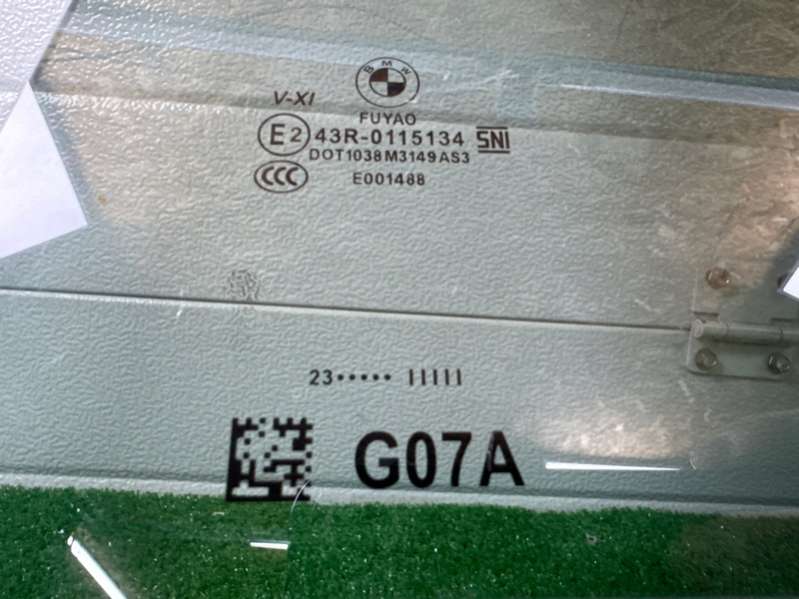 BMW
V-XI
FUYAO
E2 43R-0115134 SNI
DOT1038 M3149 AS3
CCC E001488
23••••• IIIII
G07A